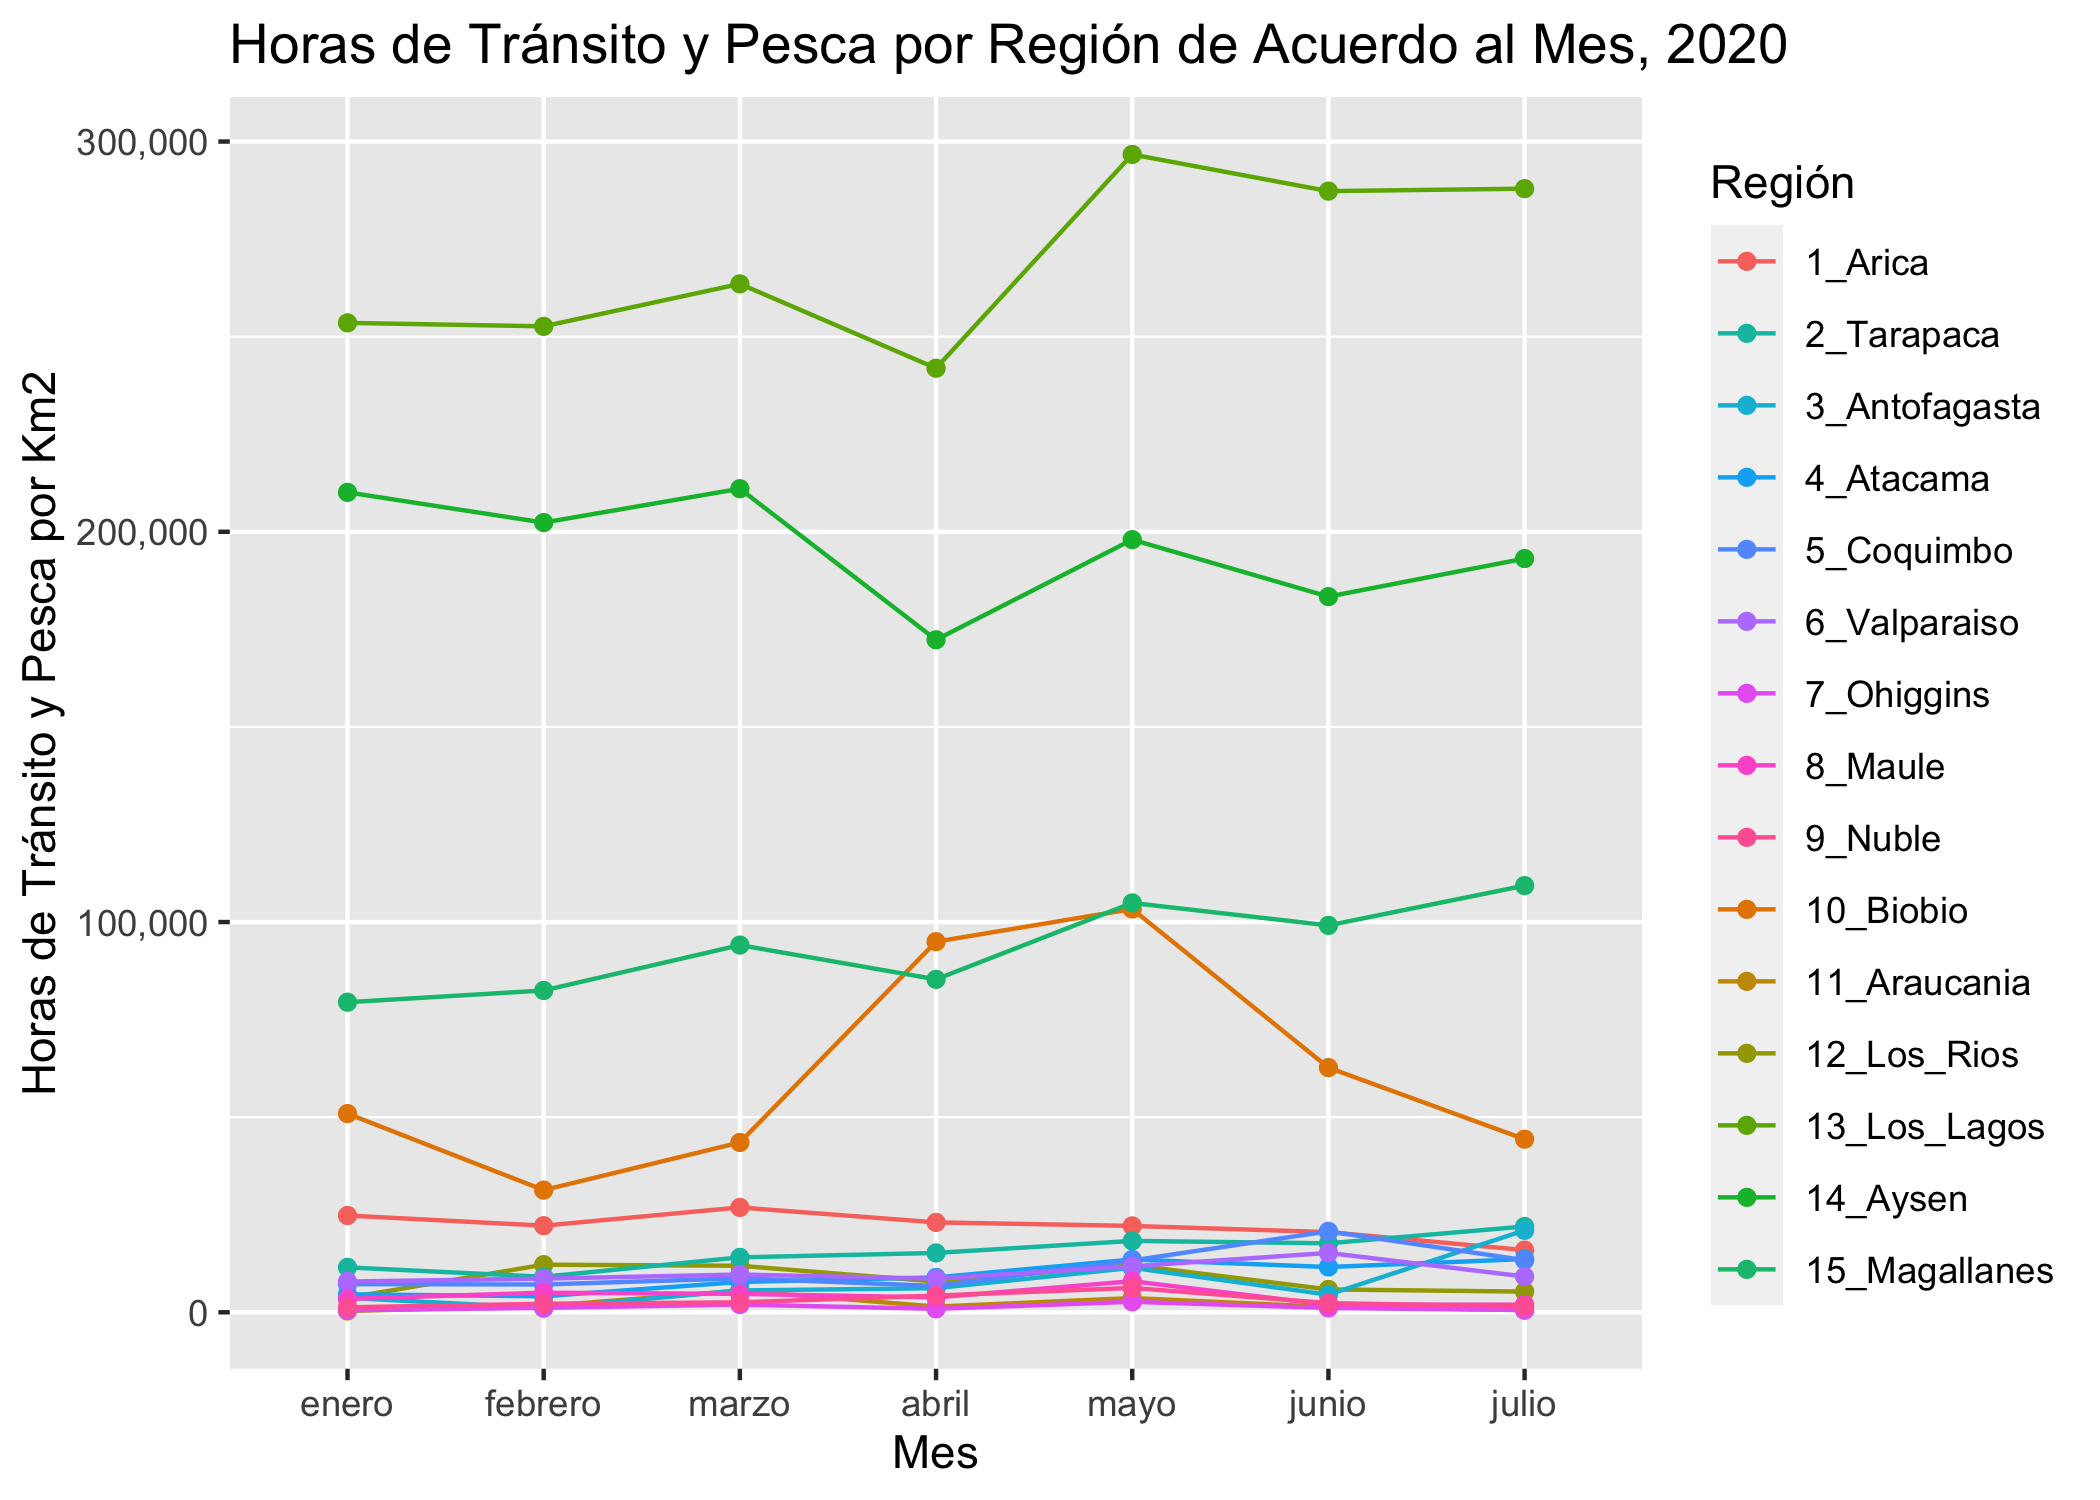 Horas de Tránsito y Pesca por Región de Acuerdo al Mes, 2020
Horas de Tránsito y Pesca por Km2
300,000
200,000
100,000
0
enero febrero marzo abril mayo junio julio
Mes
Región
1_Arica
2_Tarapaca
3_Antofagasta
4_Atacama
5_Coquimbo
6_Valparaiso
7_Ohiggins
8_Maule
9_Nuble
10_Biobio
11_Araucania
12_Los_Rios
13_Los_Lagos
14_Aysen
15_Magallanes